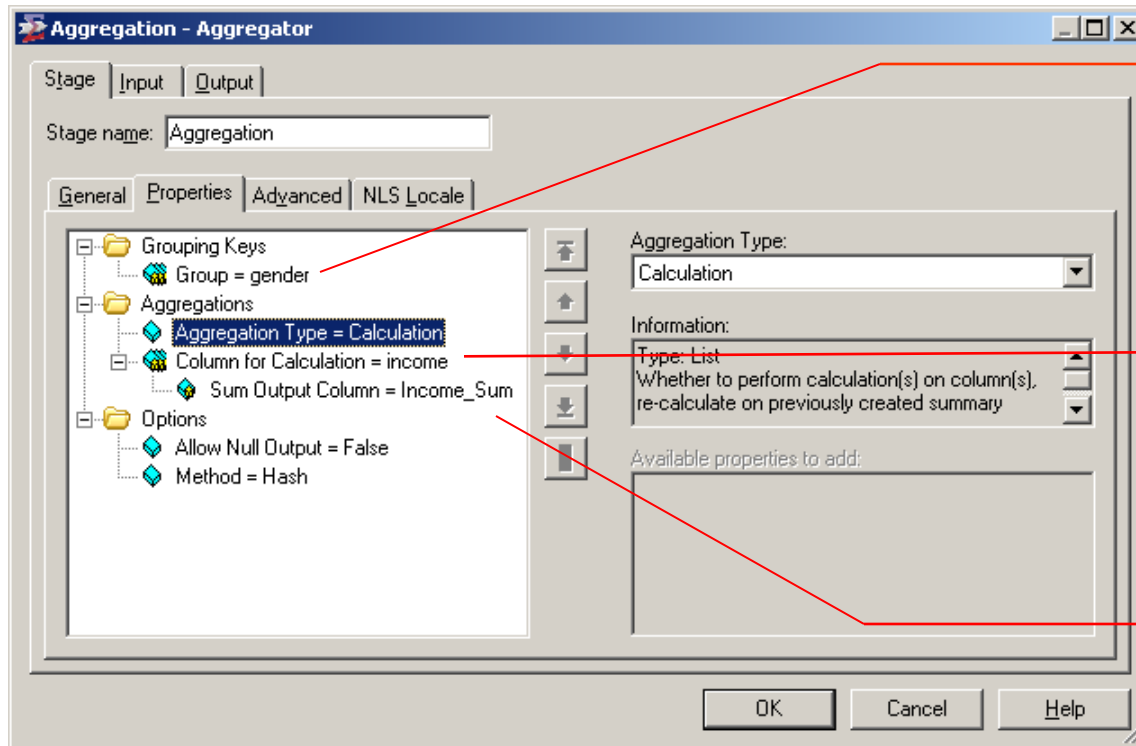 Aggregation - Aggregator
Stage Input Output
Stage name: Aggregation
General Properties Advanced NLS Locale
Grouping Keys
Group = gender
Aggregations
Aggregation Type = Calculation
Column for Calculation = income
Sum Output Column = Income_Sum
Options
Allow Null Output = False
Method = Hash
Aggregation Type:
Calculation
Information:
Type: List
Whether to perform calculation(s) on column(s),
re-calculate on previously created summary
Available properties to add:
OK Cancel Help